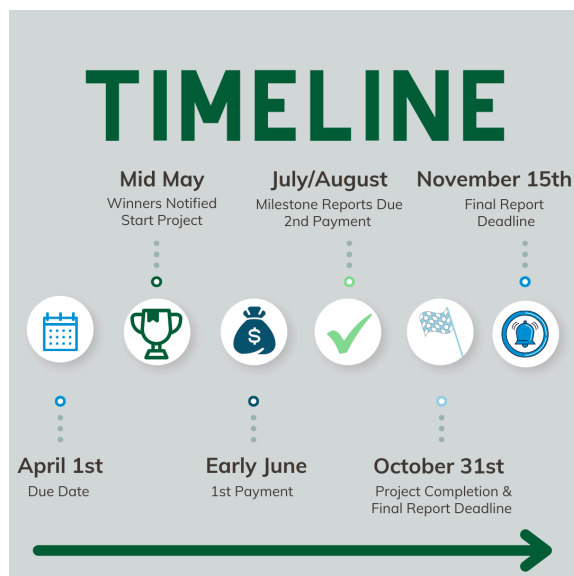 TIMELINE
Mid May
Winners Notified
Start Project
July/August
Milestone Reports Due
2nd Payment
November 15th
Final Report
Deadline
$
April 1st
Due Date
Early June
1st Payment
October 31st
Project Completion &
Final Report Deadline